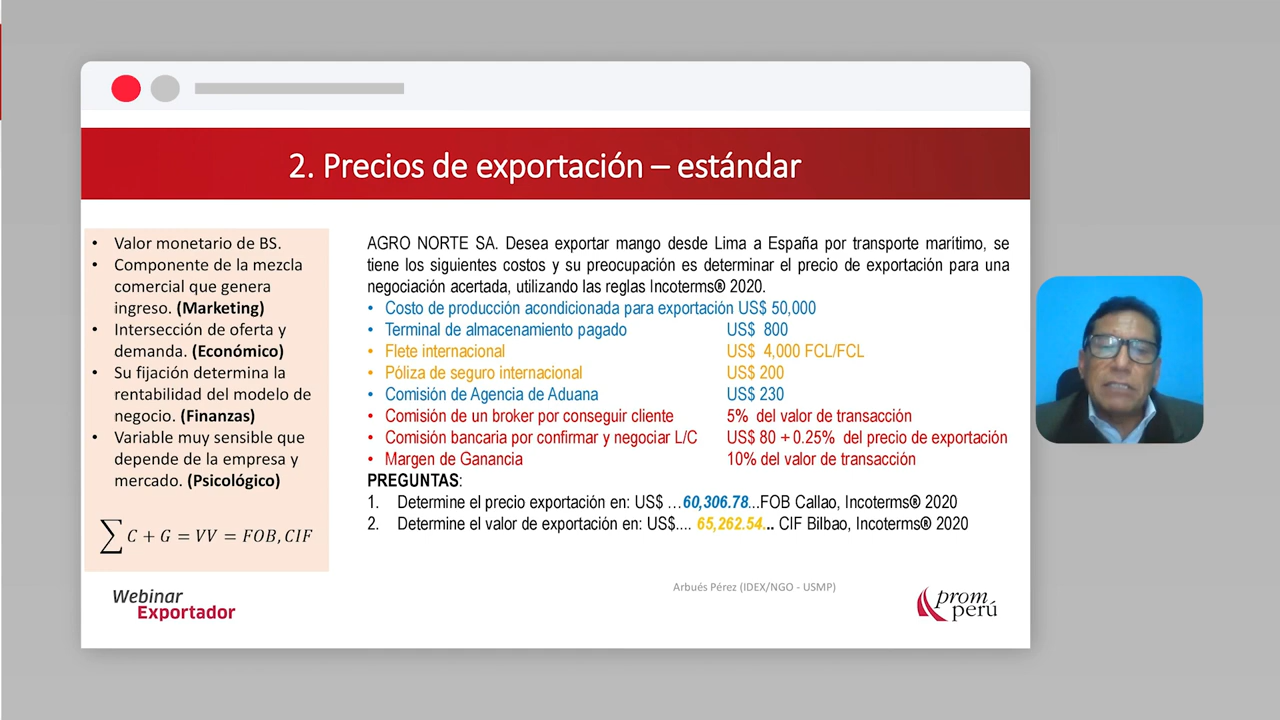 2. Precios de exportación – estándar
• Valor monetario de BS.
• Componente de la mezcla
comercial que genera
ingreso. (Marketing)
• Intersección de oferta y
demanda. (Económico)
• Su fijación determina la
rentabilidad del modelo de
negocio. (Finanzas)
• Variable muy sensible que
depende de la empresa y
mercado. (Psicológico)
∑ C + G = VV = FOB, CIF
AGRO NORTE SA. Desea exportar mango desde Lima a España por transporte marítimo, se
tiene los siguientes costos y su preocupación es determinar el precio de exportación para una
negociación acertada, utilizando las reglas Incoterms® 2020.
• Costo de producción acondicionada para exportación US$ 50,000
• Terminal de almacenamiento pagado US$ 800
• Flete internacional US$ 4,000 FCL/FCL
• Póliza de seguro internacional US$ 200
• Comisión de Agencia de Aduana US$ 230
• Comisión de un broker por conseguir cliente 5% del valor de transacción
• Comisión bancaria por confirmar y negociar L/C US$ 80 + 0.25% del precio de exportación
• Margen de Ganancia 10% del valor de transacción
PREGUNTAS:
1. Determine el precio exportación en: US$ ...60,306.78...FOB Callao, Incoterms® 2020
2. Determine el valor de exportación en: US$.... 65,262.54... CIF Bilbao, Incoterms® 2020
Arbués Pérez (IDEX/NGO - USMP)
Webinar
Exportador
prom
perú